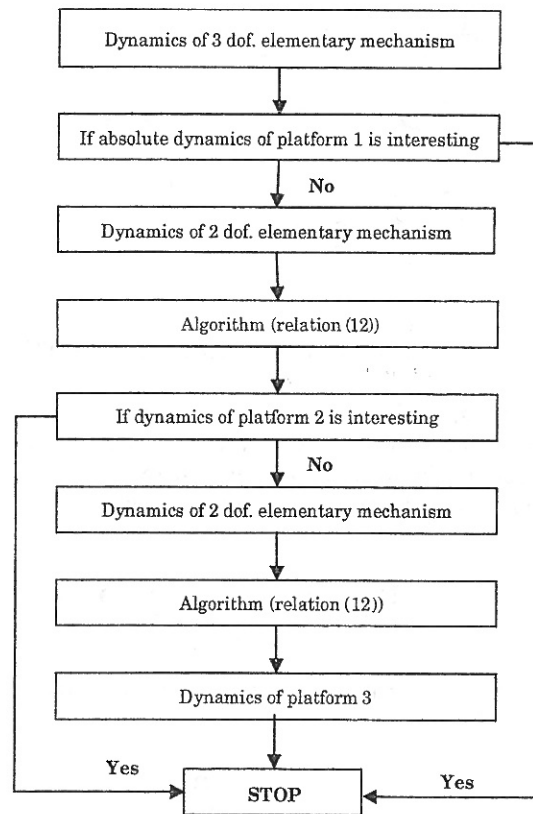 Dynamics of 3 dof. elementary mechanism
If absolute dynamics of platform 1 is interesting
No
Dynamics of 2 dof. elementary mechanism
Algorithm (relation (12))
If dynamics of platform 2 is interesting
No
Dynamics of 2 dof. elementary mechanism
Algorithm (relation (12))
Dynamics of platform 3
Yes
STOP
Yes